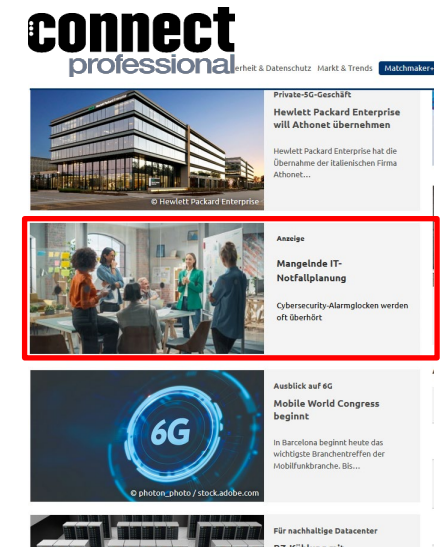 connect
professional
erheit & Datenschutz Markt & Trends Matchmaker+
Private-5G-Geschäft
Hewlett Packard Enterprise
will Athonet übernehmen
Hewlett Packard Enterprise hat die
Übernahme der italienischen Firma
Athonet...
© Hewlett Packard Enterprise
Anzeige
Mangelnde IT-
Notfallplanung
Cybersecurity-Alarmglocken werden
oft überhört
Ausblick auf 6G
Mobile World Congress
beginnt
In Barcelona beginnt heute das
wichtigste Branchentreffen der
Mobilfunkbranche. Bis...
6G
© photon_photo / stock.adobe.com
Für nachhaltige Datacenter